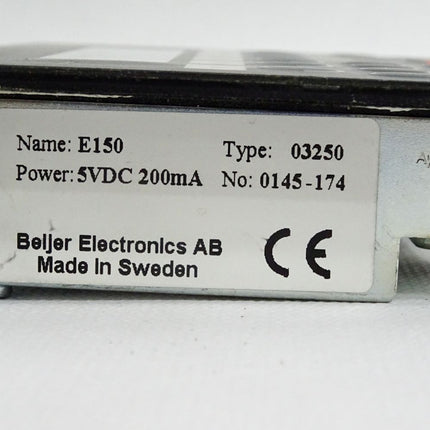 Name: E150 Type: 03250
Power: 5VDC 200mA No: 0145-174
Beijer Electronics AB
Made in Sweden
CE